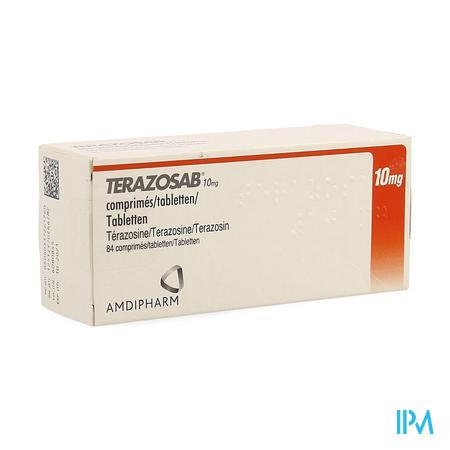 TERAZOSAB® 10mg
comprimés/tabletten/
Tabletten
Térazosine/Terazosine/Terazosin
84 comprimés/tabletten/Tabletten
AMDIPHARM
10mg
IPM